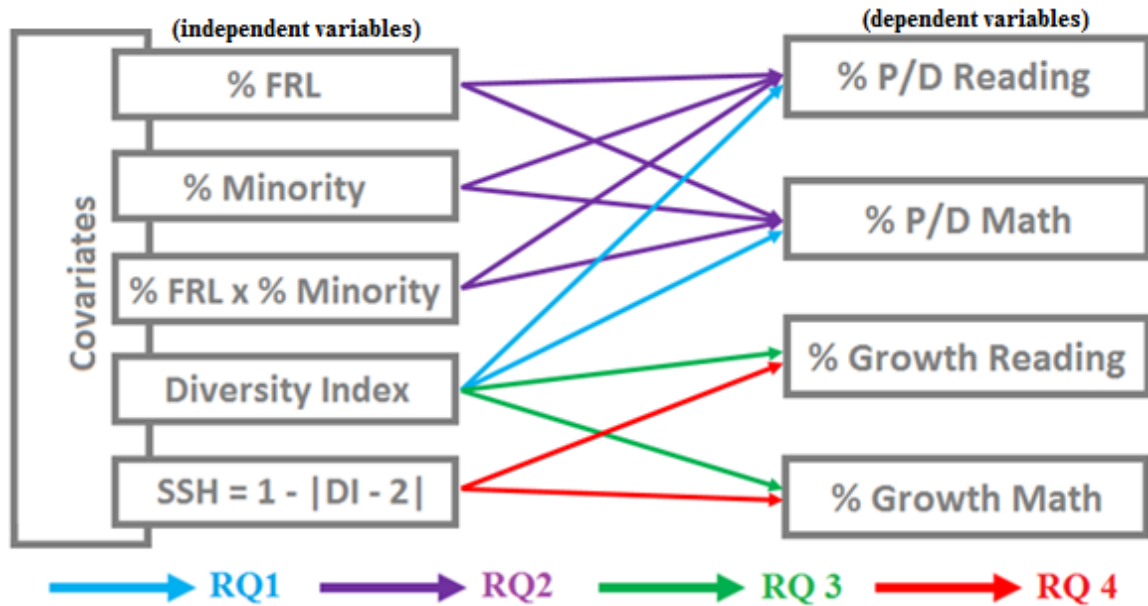 (independent variables)
(dependent variables)
Covariates
% FRL
% Minority
% FRL x % Minority
Diversity Index
SSH = 1 - |DI - 2|
% P/D Reading
% P/D Math
% Growth Reading
% Growth Math
RQ1
RQ2
RQ 3
RQ 4